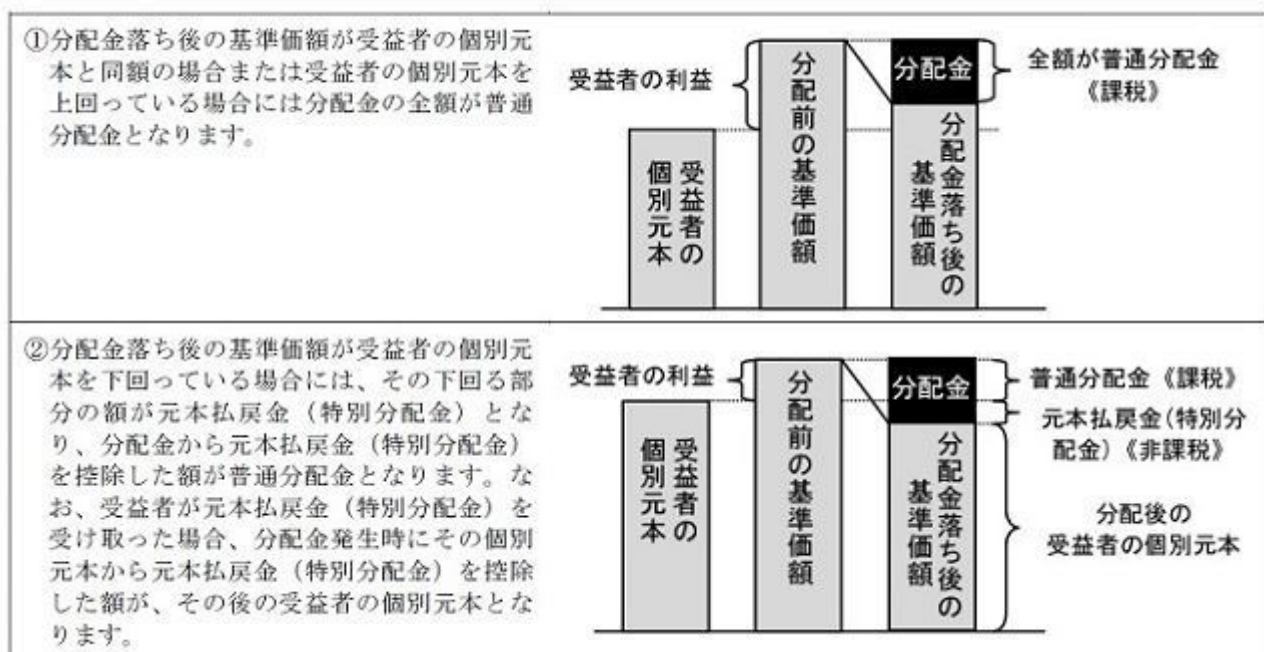 ①分配金落ち後の基準価額が受益者の個別元
本と同額の場合または受益者の個別元本を
上回っている場合には分配金の全額が普通
分配金となります。
受益者の利益
受益者の
個別元本
分配前の基準価額
分配金
分配金落ち後の
基準価額
全額が普通分配金
《課税》
②分配金落ち後の基準価額が受益者の個別元
本を下回っている場合には、その下回る部
分の額が元本払戻金（特別分配金）とな
り、分配金から元本払戻金（特別分配金）
を控除した額が普通分配金となります。な
お、受益者が元本払戻金（特別分配金）を
受け取った場合、分配金発生時にその個別
元本から元本払戻金（特別分配金）を控除
した額が、その後の受益者の個別元本とな
ります。
受益者の利益
受益者の
個別元本
分配前の基準価額
分配金
分配金落ち後の
基準価額
普通分配金《課税》
元本払戻金(特別分
配金)《非課税》
分配後の
受益者の個別元本